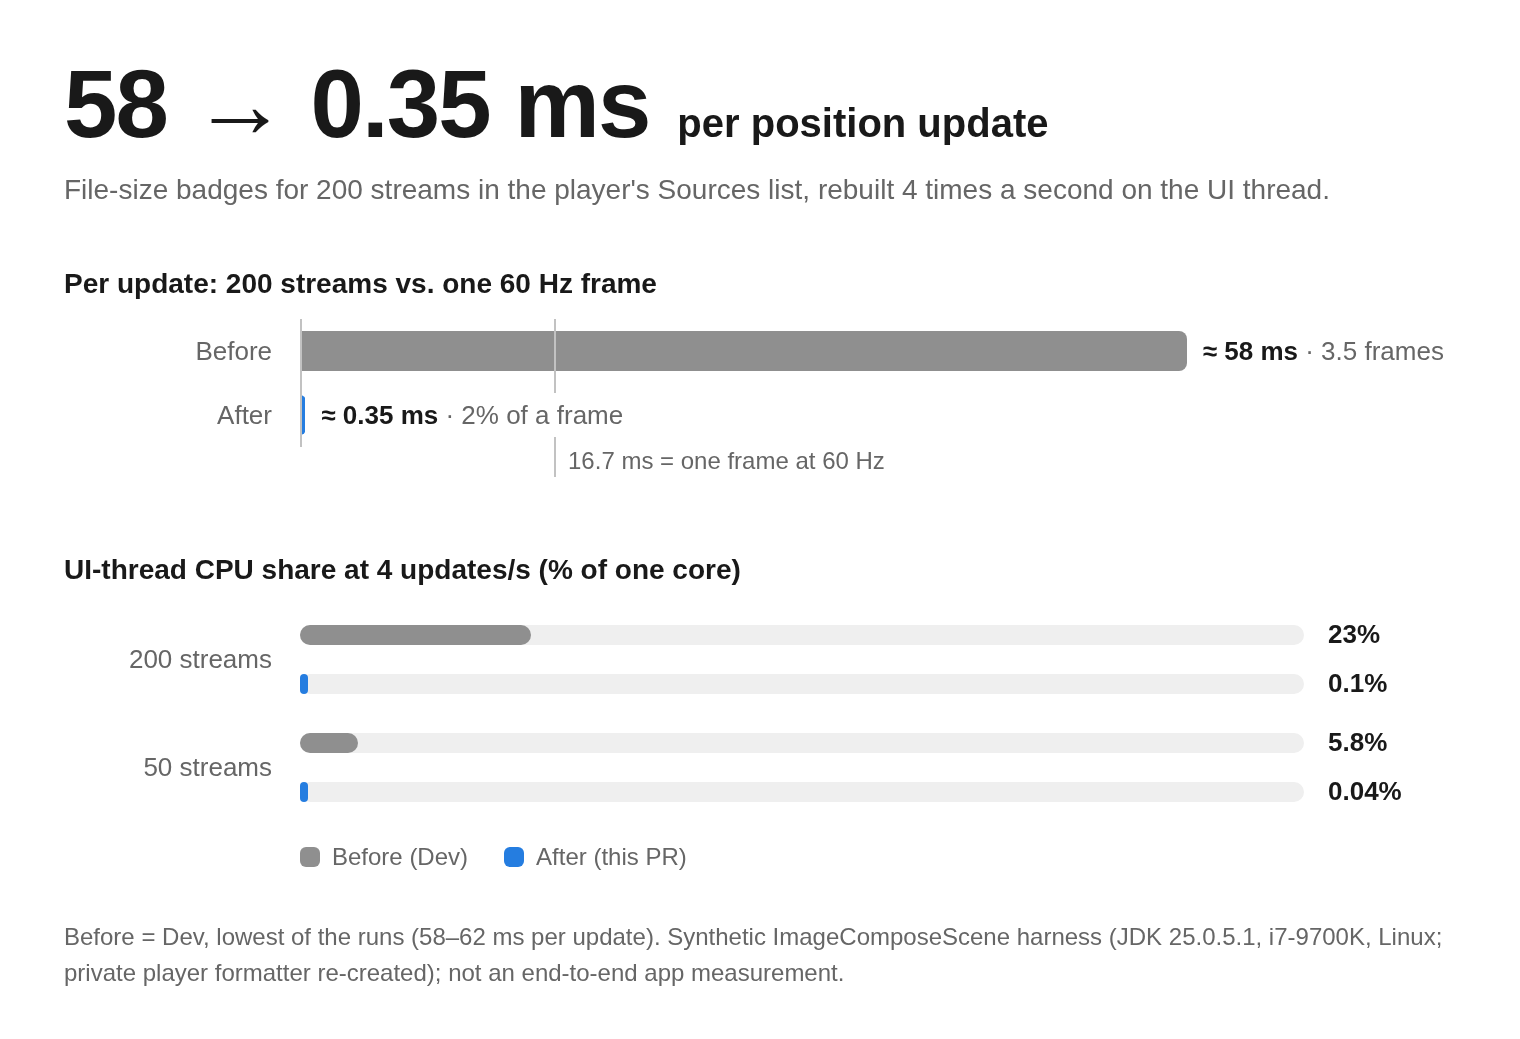 58 → 0.35 ms per position update
File-size badges for 200 streams in the player's Sources list, rebuilt 4 times a second on the UI thread.
Per update: 200 streams vs. one 60 Hz frame
Before ≈ 58 ms · 3.5 frames
After ≈ 0.35 ms · 2% of a frame
16.7 ms = one frame at 60 Hz
UI-thread CPU share at 4 updates/s (% of one core)
200 streams
23%
0.1%
50 streams
5.8%
0.04%
Before (Dev) After (this PR)
Before = Dev, lowest of the runs (58–62 ms per update). Synthetic ImageComposeScene harness (JDK 25.0.5.1, i7-9700K, Linux;
private player formatter re-created); not an end-to-end app measurement.